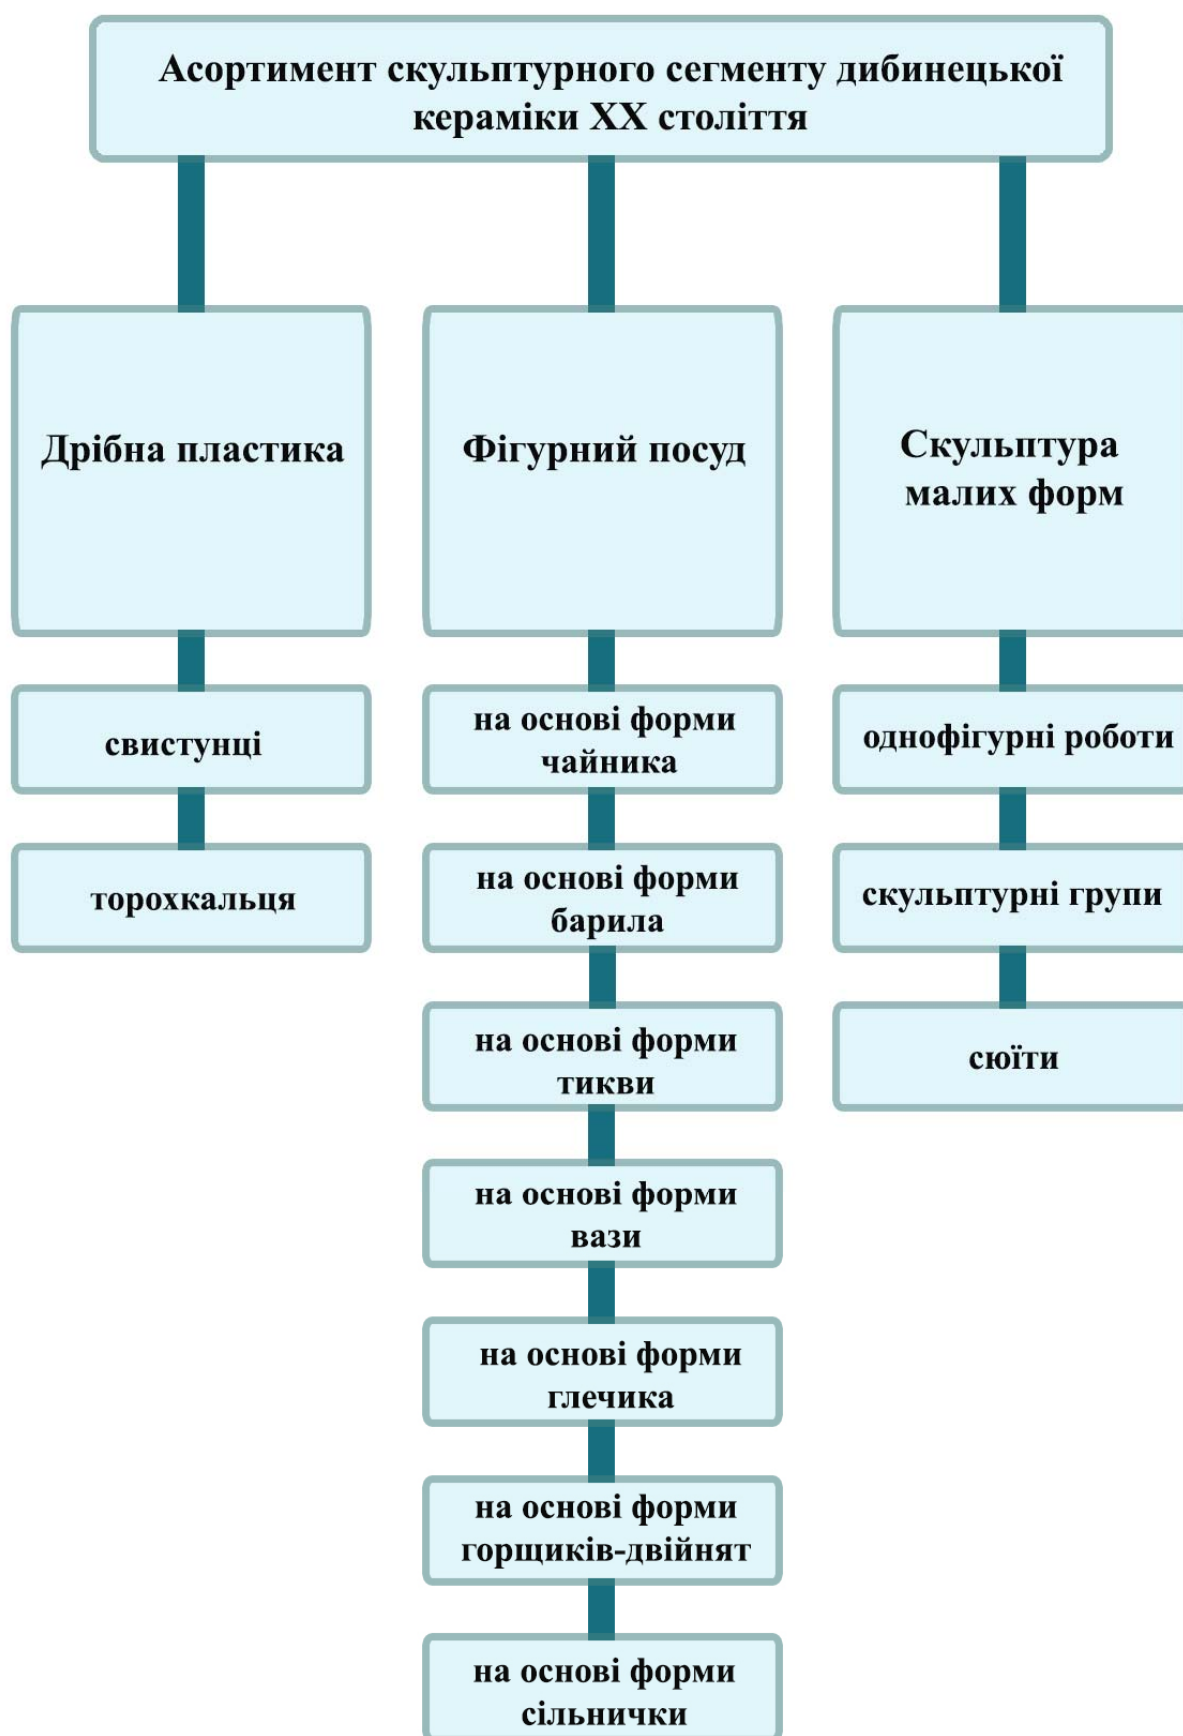 Асортимент скульптурного сегменту дибинецької
кераміки ХХ століття
Дрібна пластика
свистунці
торохкальця
Фігурний посуд
на основі форми
чайника
на основі форми
барила
на основі форми
тикви
на основі форми
вази
на основі форми
глечика
на основі форми
горщиків-двійнят
на основі форми
сільнички
Скульптура
малих форм
однофігурні роботи
скульптурні групи
сюїти